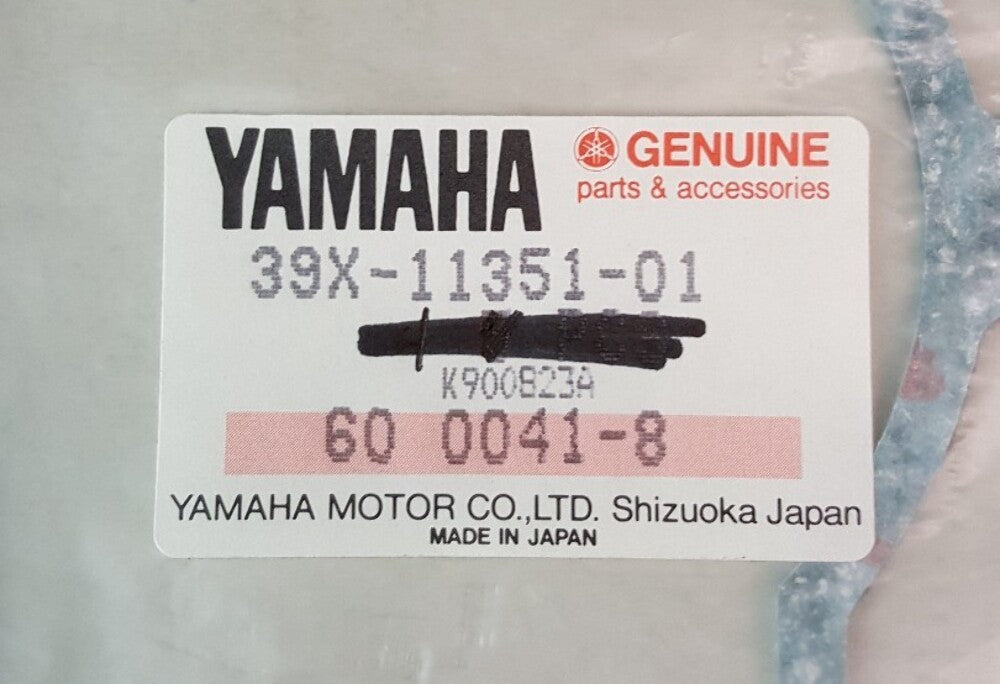 YAMAHA
GENUINE
parts & accessories
39X-11351-01
K900823A
60 0041-8
YAMAHA MOTOR CO.,LTD. Shizuoka Japan
MADE IN JAPAN